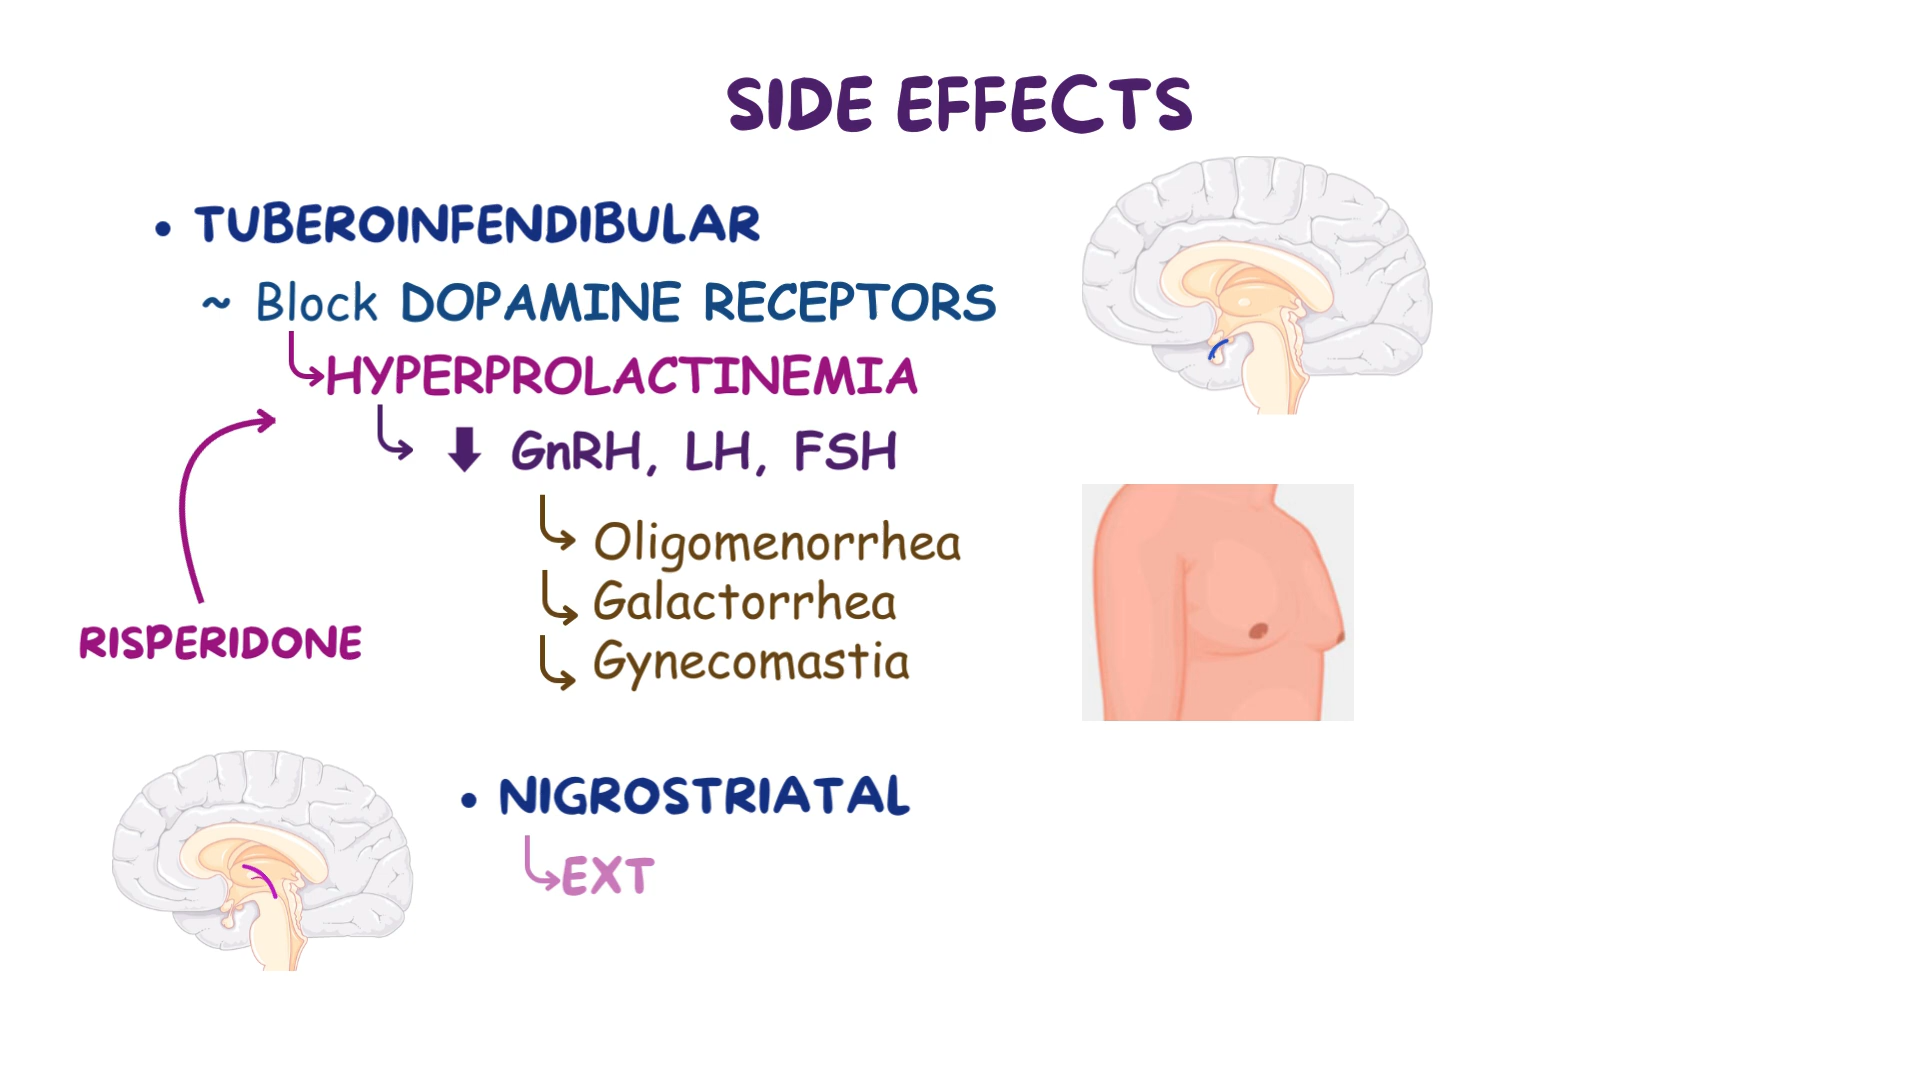 SIDE EFFECTS
• TUBEROINFENDIBULAR
~ Block DOPAMINE RECEPTORS
HYPERPROLACTINEMIA
GnRH, LH, FSH
Oligomenorrhea
Galactorrhea
Gynecomastia
RISPERIDONE
• NIGROSTRIATAL
EXT